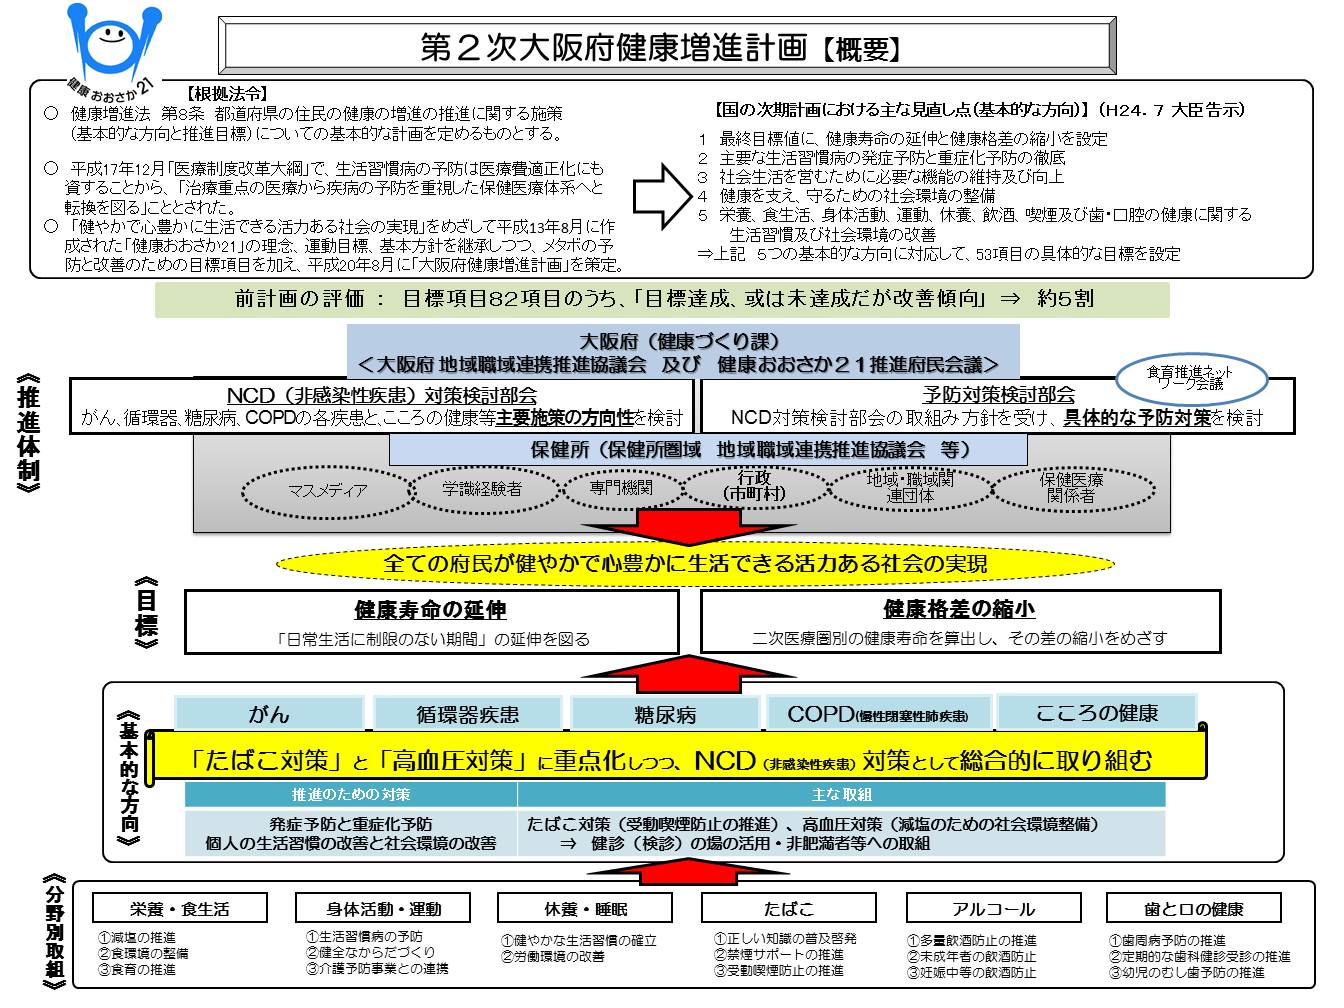 第２次大阪府健康増進計画【概要】
健康おおさか21
【根拠法令】
○ 健康増進法　第8条　都道府県の住民の健康の増進の推進に関する施策
（基本的な方向と推進目標）についての基本的な計画を定めるものとする。
○ 平成17年12月「医療制度改革大綱」で、生活習慣病の予防は医療費適正化にも
資することから、「治療重点の医療から疾病の予防を重視した保健医療体系へと
転換を図る」こととされた。
○ 「健やかで心豊かに生活できる活力ある社会の実現」をめざして平成13年8月に作
成された「健康おおさか21」の理念、運動目標、基本方針を継承しつつ、メタボの予
防と改善のための目標項目を加え、平成20年8月に「大阪府健康増進計画」を策定。
【国の次期計画における主な見直し点（基本的な方向）】（H24．7 大臣告示）
1　最終目標値に、健康寿命の延伸と健康格差の縮小を設定
2　主要な生活習慣病の発症予防と重症化予防の徹底
3　社会生活を営むために必要な機能の維持及び向上
4　健康を支え、守るための社会環境の整備
5　栄養、食生活、身体活動、運動、休養、飲酒、喫煙及び歯・口腔の健康に関する
生活習慣及び社会環境の改善
⇒上記　5つの基本的な方向に対応して、53項目の具体的な目標を設定
前計画の評価 ： 目標項目82項目のうち、「目標達成、或は未達成だが改善傾向」 ⇒ 約5割
《推進体制》
大阪府（健康づくり課）
＜大阪府 地域職域連携推進協議会　及び　健康おおさか２１推進府民会議＞
食育推進ネット
ワーク会議
NCD（非感染性疾患）対策検討部会
がん、循環器、糖尿病、COPDの各疾患と、こころの健康等主要施策の方向性を検討
予防対策検討部会
NCD対策検討部会の取組み方針を受け、具体的な予防対策を検討
保健所（保健所圏域　地域職域連携推進協議会　等）
マスメディア
学識経験者
専門機関
行政
（市町村）
地域・職域関
連団体
保健医療
関係者
全ての府民が健やかで心豊かに生活できる活力ある社会の実現
《目標》
健康寿命の延伸
「日常生活に制限のない期間」の延伸を図る
健康格差の縮小
二次医療圏別の健康寿命を算出し、その差の縮小をめざす
《基本的な方向》
がん
循環器疾患
糖尿病
COPD(慢性閉塞性肺疾患)
こころの健康
「たばこ対策」と「高血圧対策」に重点化しつつ、NCD（非感染性疾患）対策として総合的に取り組む
推進のための対策
主な取組
発症予防と重症化予防
個人の生活習慣の改善と社会環境の改善
たばこ対策（受動喫煙防止の推進）、高血圧対策（減塩のための社会環境整備）
⇒　健診（検診）の場の活用・非肥満者等への取組
《分野別取組》
栄養・食生活
①減塩の推進
②食環境の整備
③食育の推進
身体活動・運動
①生活習慣病の予防
②健全なからだづくり
③介護予防事業との連携
休養・睡眠
①健やかな生活習慣の確立
②労働環境の改善
たばこ
①正しい知識の普及啓発
②禁煙サポートの推進
③受動喫煙防止の推進
アルコール
①多量飲酒防止の推進
②未成年者の飲酒防止
③妊娠中等の飲酒防止
歯と口の健康
①歯周病予防の推進
②定期的な歯科健診受診の推進
③幼児のむし歯予防の推進